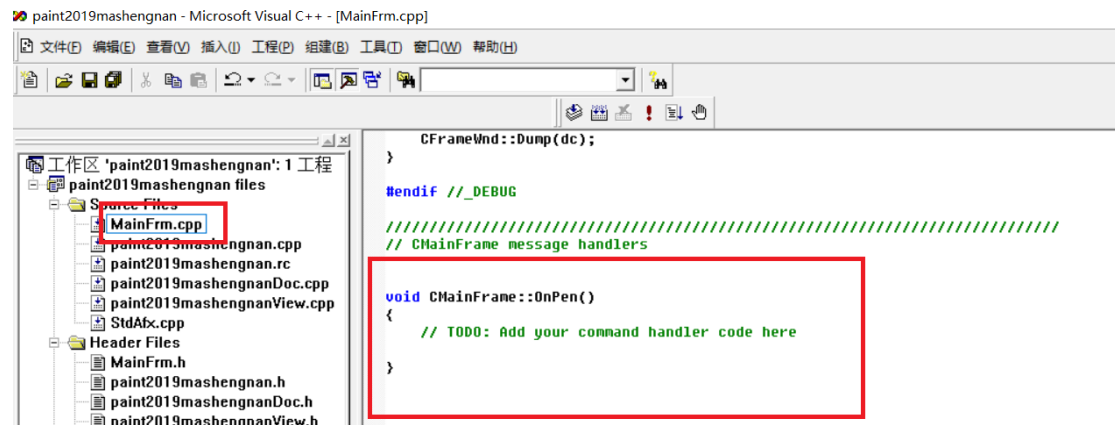 paint2019mashengnan - Microsoft Visual C++ - [MainFrm.cpp]
文件(F) 编辑(E) 查看(V) 插入(I) 工程(P) 组建(B) 工具(T) 窗口(W) 帮助(H)
工作区 'paint2019mashengnan': 1 工程
paint2019mashengnan files
Source Files
MainFrm.cpp
paint2019mashengnan.cpp
paint2019mashengnan.rc
paint2019mashengnanDoc.cpp
paint2019mashengnanView.cpp
StdAfx.cpp
Header Files
MainFrm.h
paint2019mashengnan.h
paint2019mashengnanDoc.h
paint2019mashengnanView.h
CFrameWnd::Dump(dc);
}
#endif //_DEBUG
/////////////////////////////////////////////////////////////////////////////
// CMainFrame message handlers
void CMainFrame::OnPen()
{
// TODO: Add your command handler code here
}